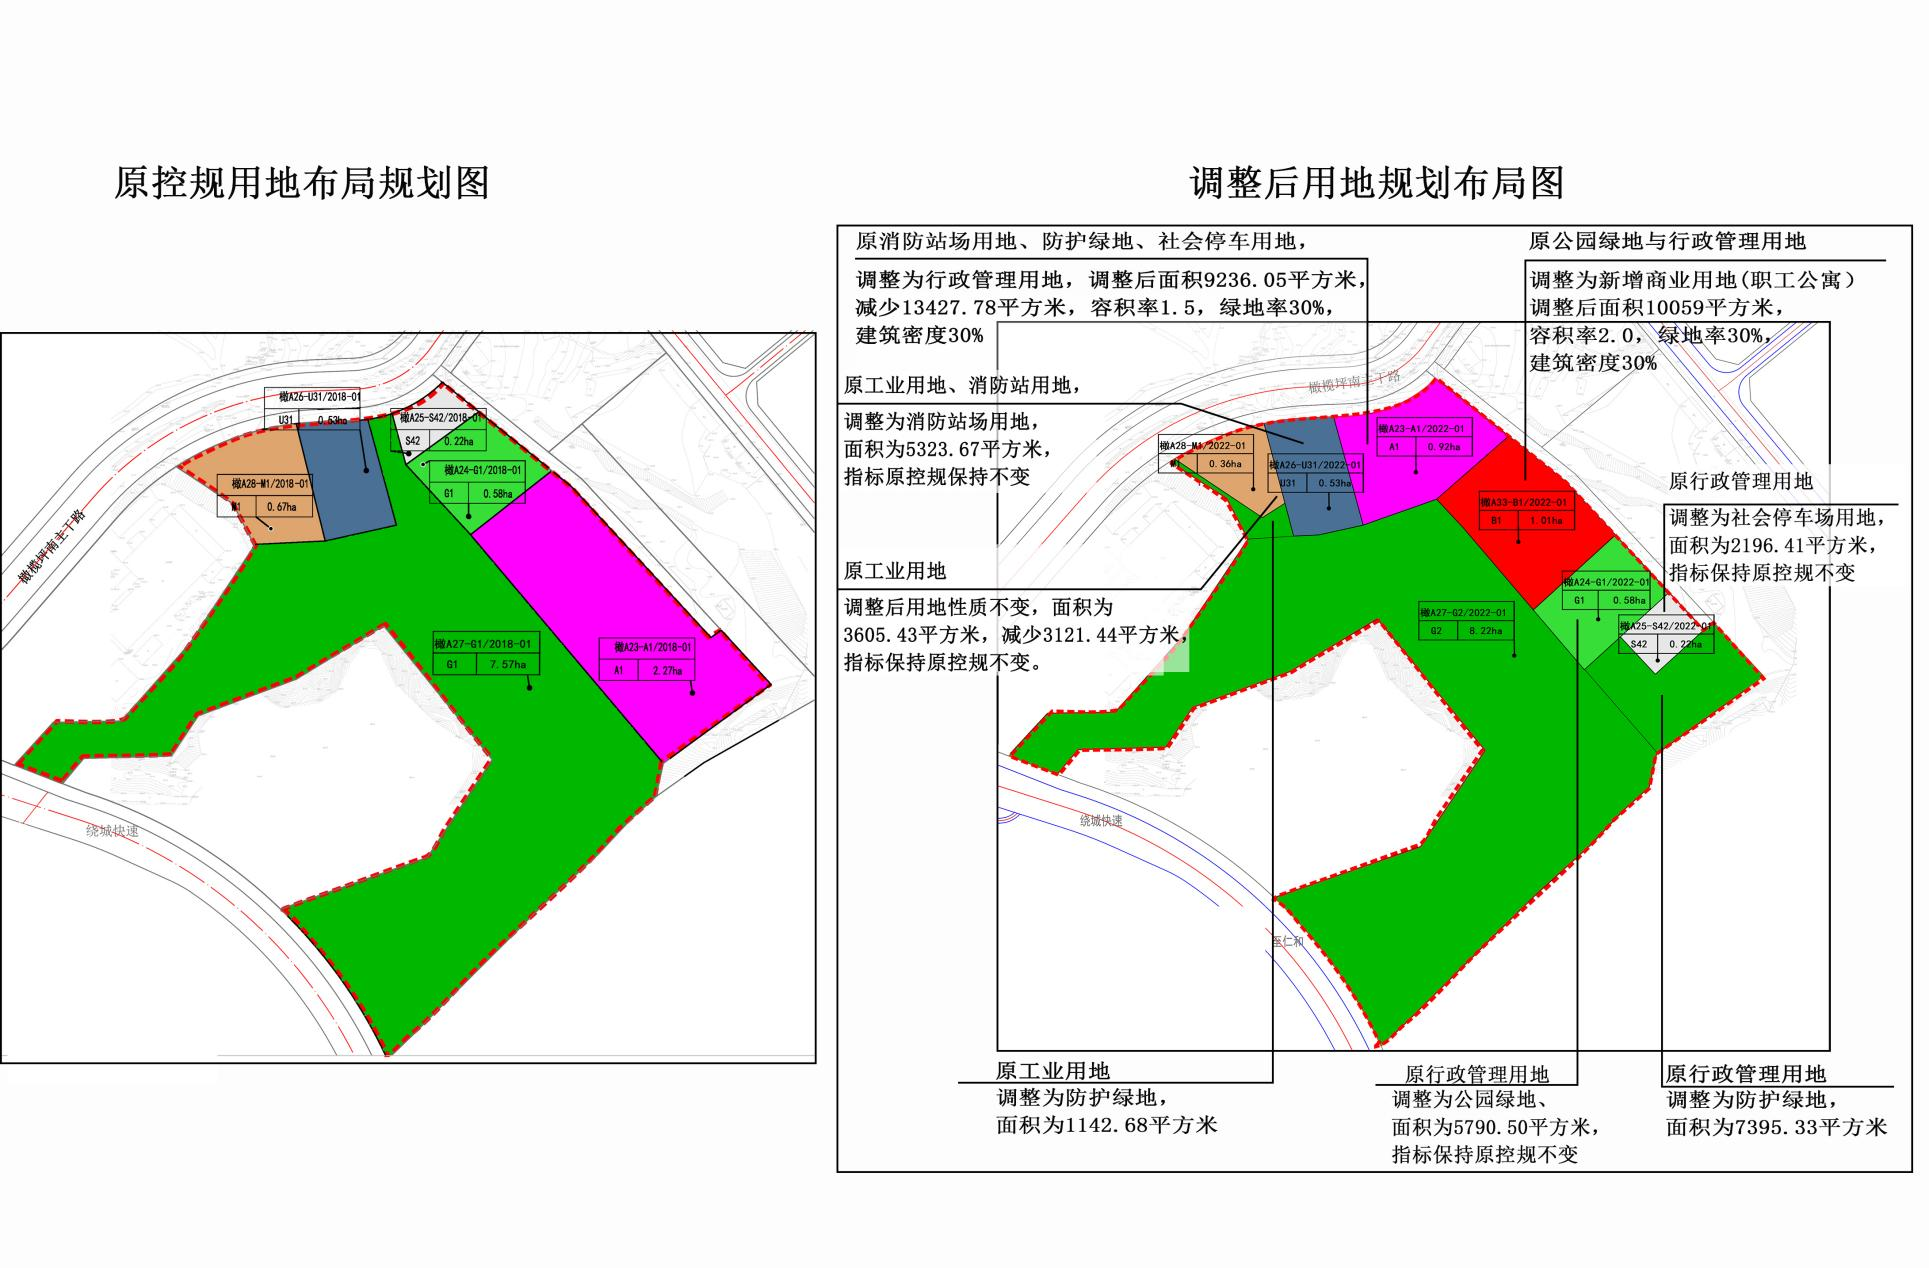 原控规用地布局规划图
橄A26-U31/2018-01
U31 0.53ha
橄A25-S42/2018-01
S42 0.22ha
橄A24-G1/2018-01
G1 0.58ha
橄A28-M1/2018-01
M1 0.67ha
橄榄坪南主干路
橄A27-G1/2018-01
G1 7.57ha
橄A23-A1/2018-01
A1 2.27ha
绕城快速
调整后用地规划布局图
原消防站场用地、防护绿地、社会停车用地，
调整为行政管理用地，调整后面积9236.05平方米，
减少13427.78平方米，容积率1.5，绿地率30%，
建筑密度30%
原公园绿地与行政管理用地
调整为新增商业用地(职工公寓）
调整后面积10059平方米，
容积率2.0，绿地率30%，
建筑密度30%
原工业用地、消防站用地，
调整为消防站场用地，
面积为5323.67平方米，
指标原控规保持不变
橄榄坪南主干路
橄A28-M1/2022-01
M1 0.36ha
橄A26-U31/2022-01
U31 0.53ha
橄A23-A1/2022-01
A1 0.92ha
橄A33-B1/2022-01
B1 1.01ha
原行政管理用地
调整为社会停车场用地，
面积为2196.41平方米，
指标保持原控规不变
原工业用地
调整后用地性质不变，面积为
3605.43平方米，减少3121.44平方米，
指标保持原控规不变。
橄A24-G1/2022-01
G1 0.58ha
橄A27-G2/2022-01
G2 8.22ha
橄A25-S42/2022-01
S42 0.22ha
绕城快速
至仁和
原工业用地
调整为防护绿地，
面积为1142.68平方米
原行政管理用地
调整为公园绿地、
面积为5790.50平方米，
指标保持原控规不变
原行政管理用地
调整为防护绿地，
面积为7395.33平方米